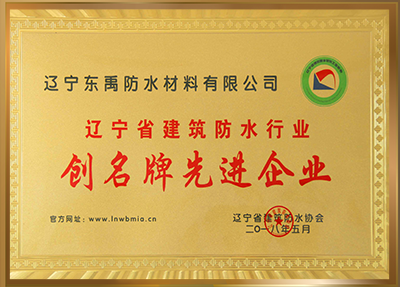 辽宁东禹防水材料有限公司
辽宁省建筑防水行业
创名牌先进企业
官方网址:www.lnwbmia.cn
辽宁省建筑防水协会
二〇一八年五月